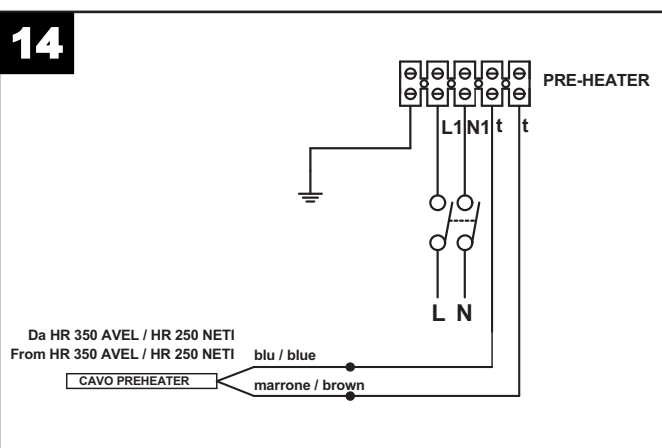 14
PRE-HEATER
L1 N1 t t
L N
Da HR 350 AVEL / HR 250 NETI
From HR 350 AVEL / HR 250 NETI
blu / blue
CAVO PREHEATER
marrone / brown